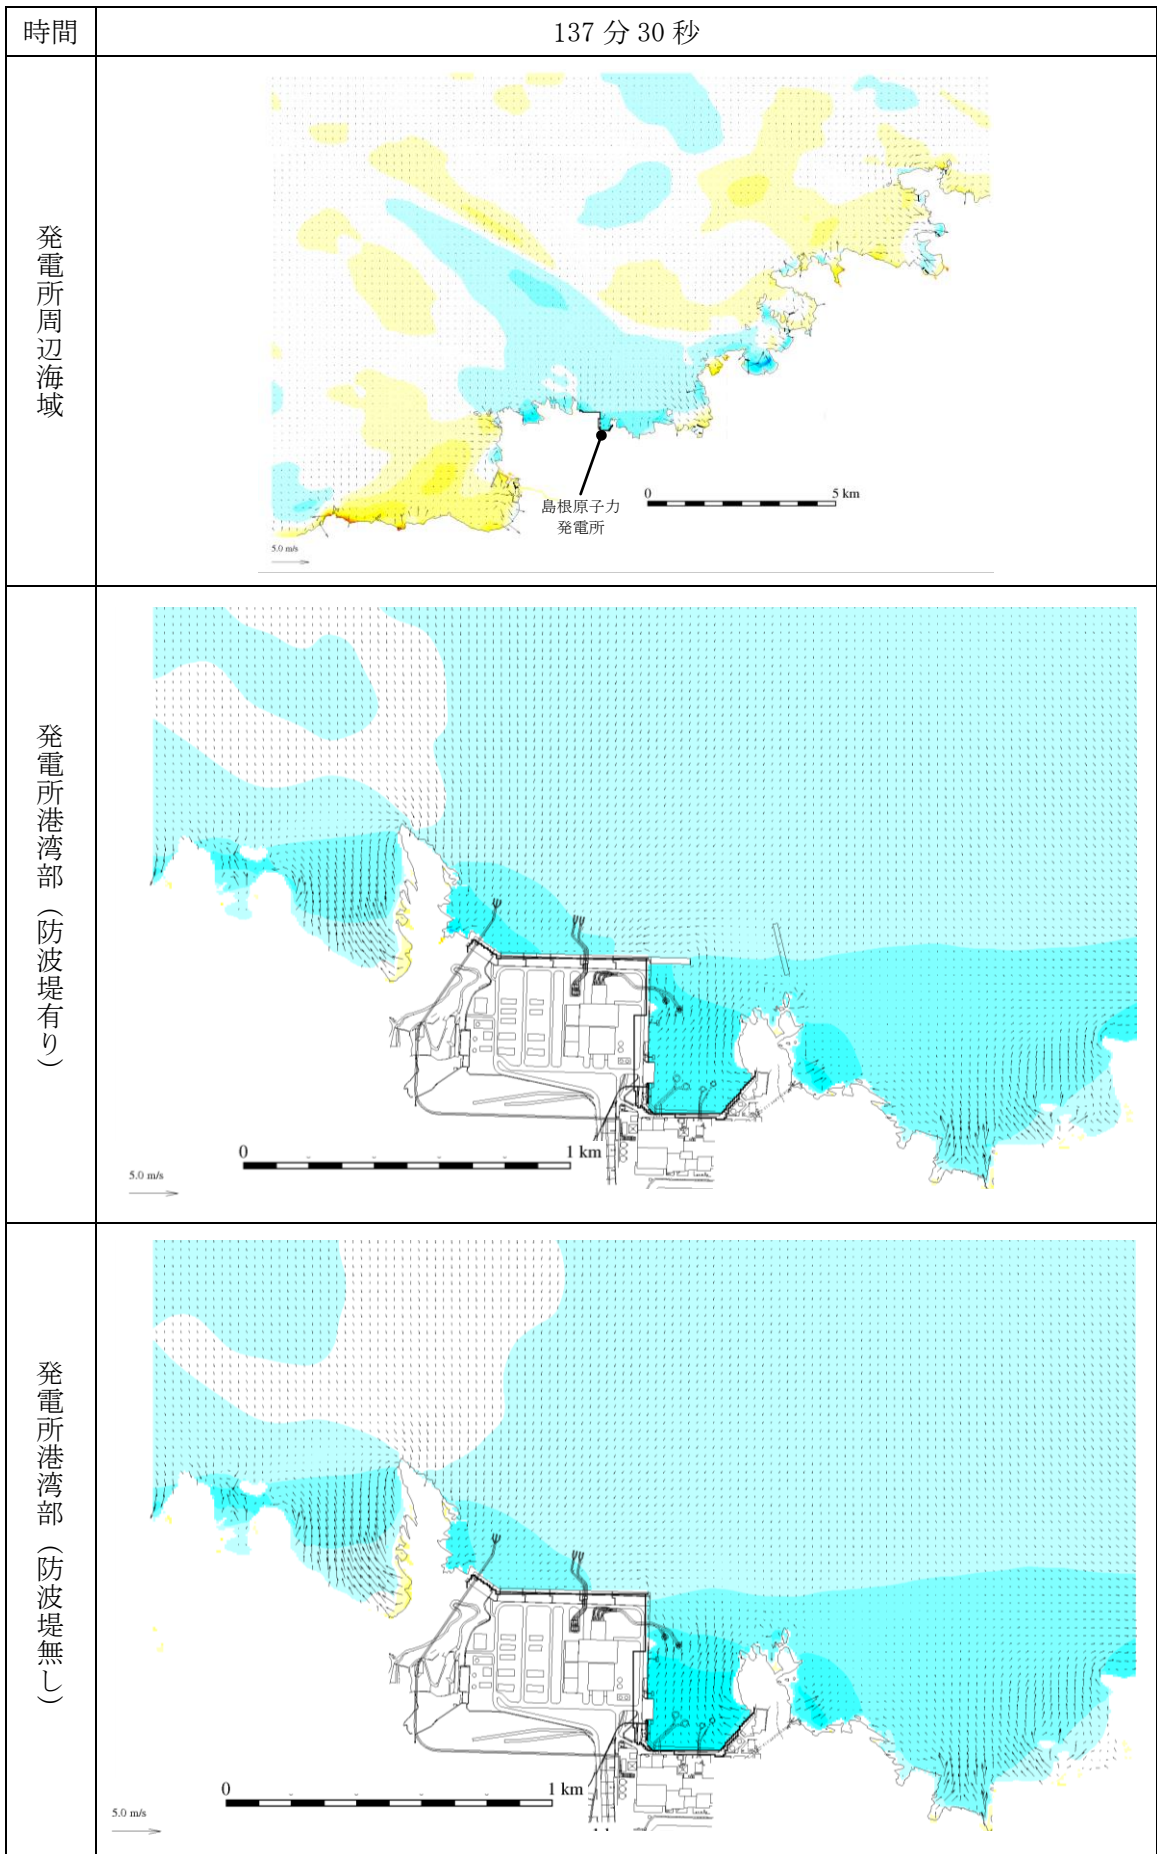 時間
137 分 30 秒
発電所周辺海域
島根原子力
発電所
0
5 km
5.0 m/s
発電所港湾部（防波堤有り）
0
1 km
5.0 m/s
発電所港湾部（防波堤無し）
0
1 km
5.0 m/s